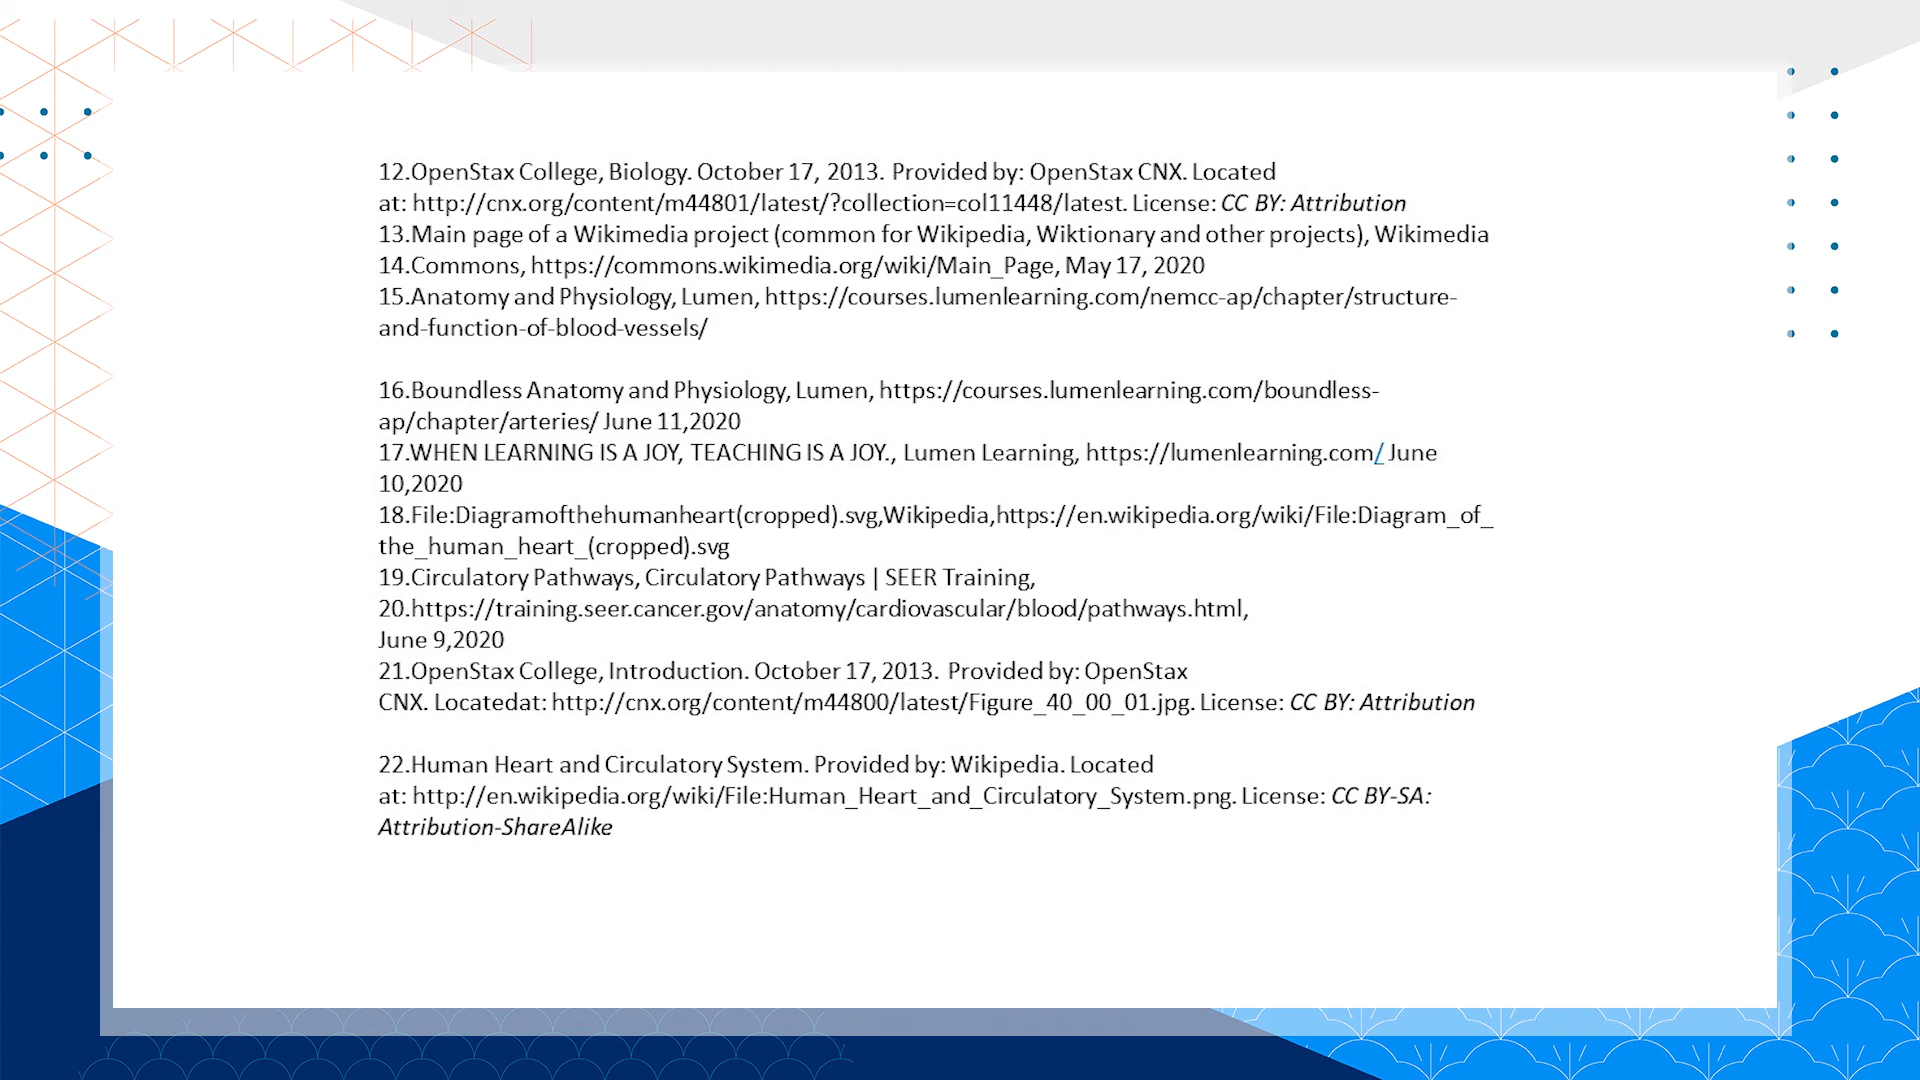 12.OpenStax College, Biology. October 17, 2013. Provided by: OpenStax CNX. Located
at: http://cnx.org/content/m44801/latest/?collection=col11448/latest. License: CC BY: Attribution
13.Main page of a Wikimedia project (common for Wikipedia, Wiktionary and other projects), Wikimedia
14.Commons, https://commons.wikimedia.org/wiki/Main_Page, May 17, 2020
15.Anatomy and Physiology, Lumen, https://courses.lumenlearning.com/nemcc-ap/chapter/structure-
and-function-of-blood-vessels/
16.Boundless Anatomy and Physiology, Lumen, https://courses.lumenlearning.com/boundless-
ap/chapter/arteries/ June 11,2020
17.WHEN LEARNING IS A JOY, TEACHING IS A JOY., Lumen Learning, https://lumenlearning.com/ June
10,2020
18.File:Diagramofthehumanheart(cropped).svg,Wikipedia,https://en.wikipedia.org/wiki/File:Diagram_of_
the_human_heart_(cropped).svg
19.Circulatory Pathways, Circulatory Pathways | SEER Training,
20.https://training.seer.cancer.gov/anatomy/cardiovascular/blood/pathways.html,
June 9,2020
21.OpenStax College, Introduction. October 17, 2013. Provided by: OpenStax
CNX. Locatedat: http://cnx.org/content/m44800/latest/Figure_40_00_01.jpg. License: CC BY: Attribution
22.Human Heart and Circulatory System. Provided by: Wikipedia. Located
at: http://en.wikipedia.org/wiki/File:Human_Heart_and_Circulatory_System.png. License: CC BY-SA:
Attribution-ShareAlike